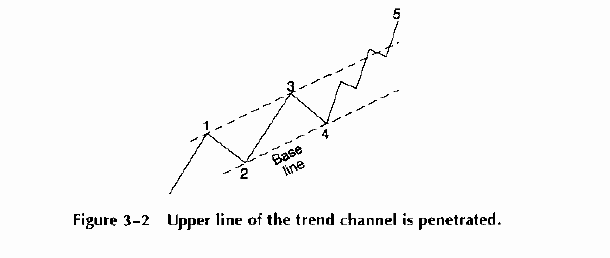 5
3
1
4
2
Base
line
Figure 3-2 Upper line of the trend channel is penetrated.